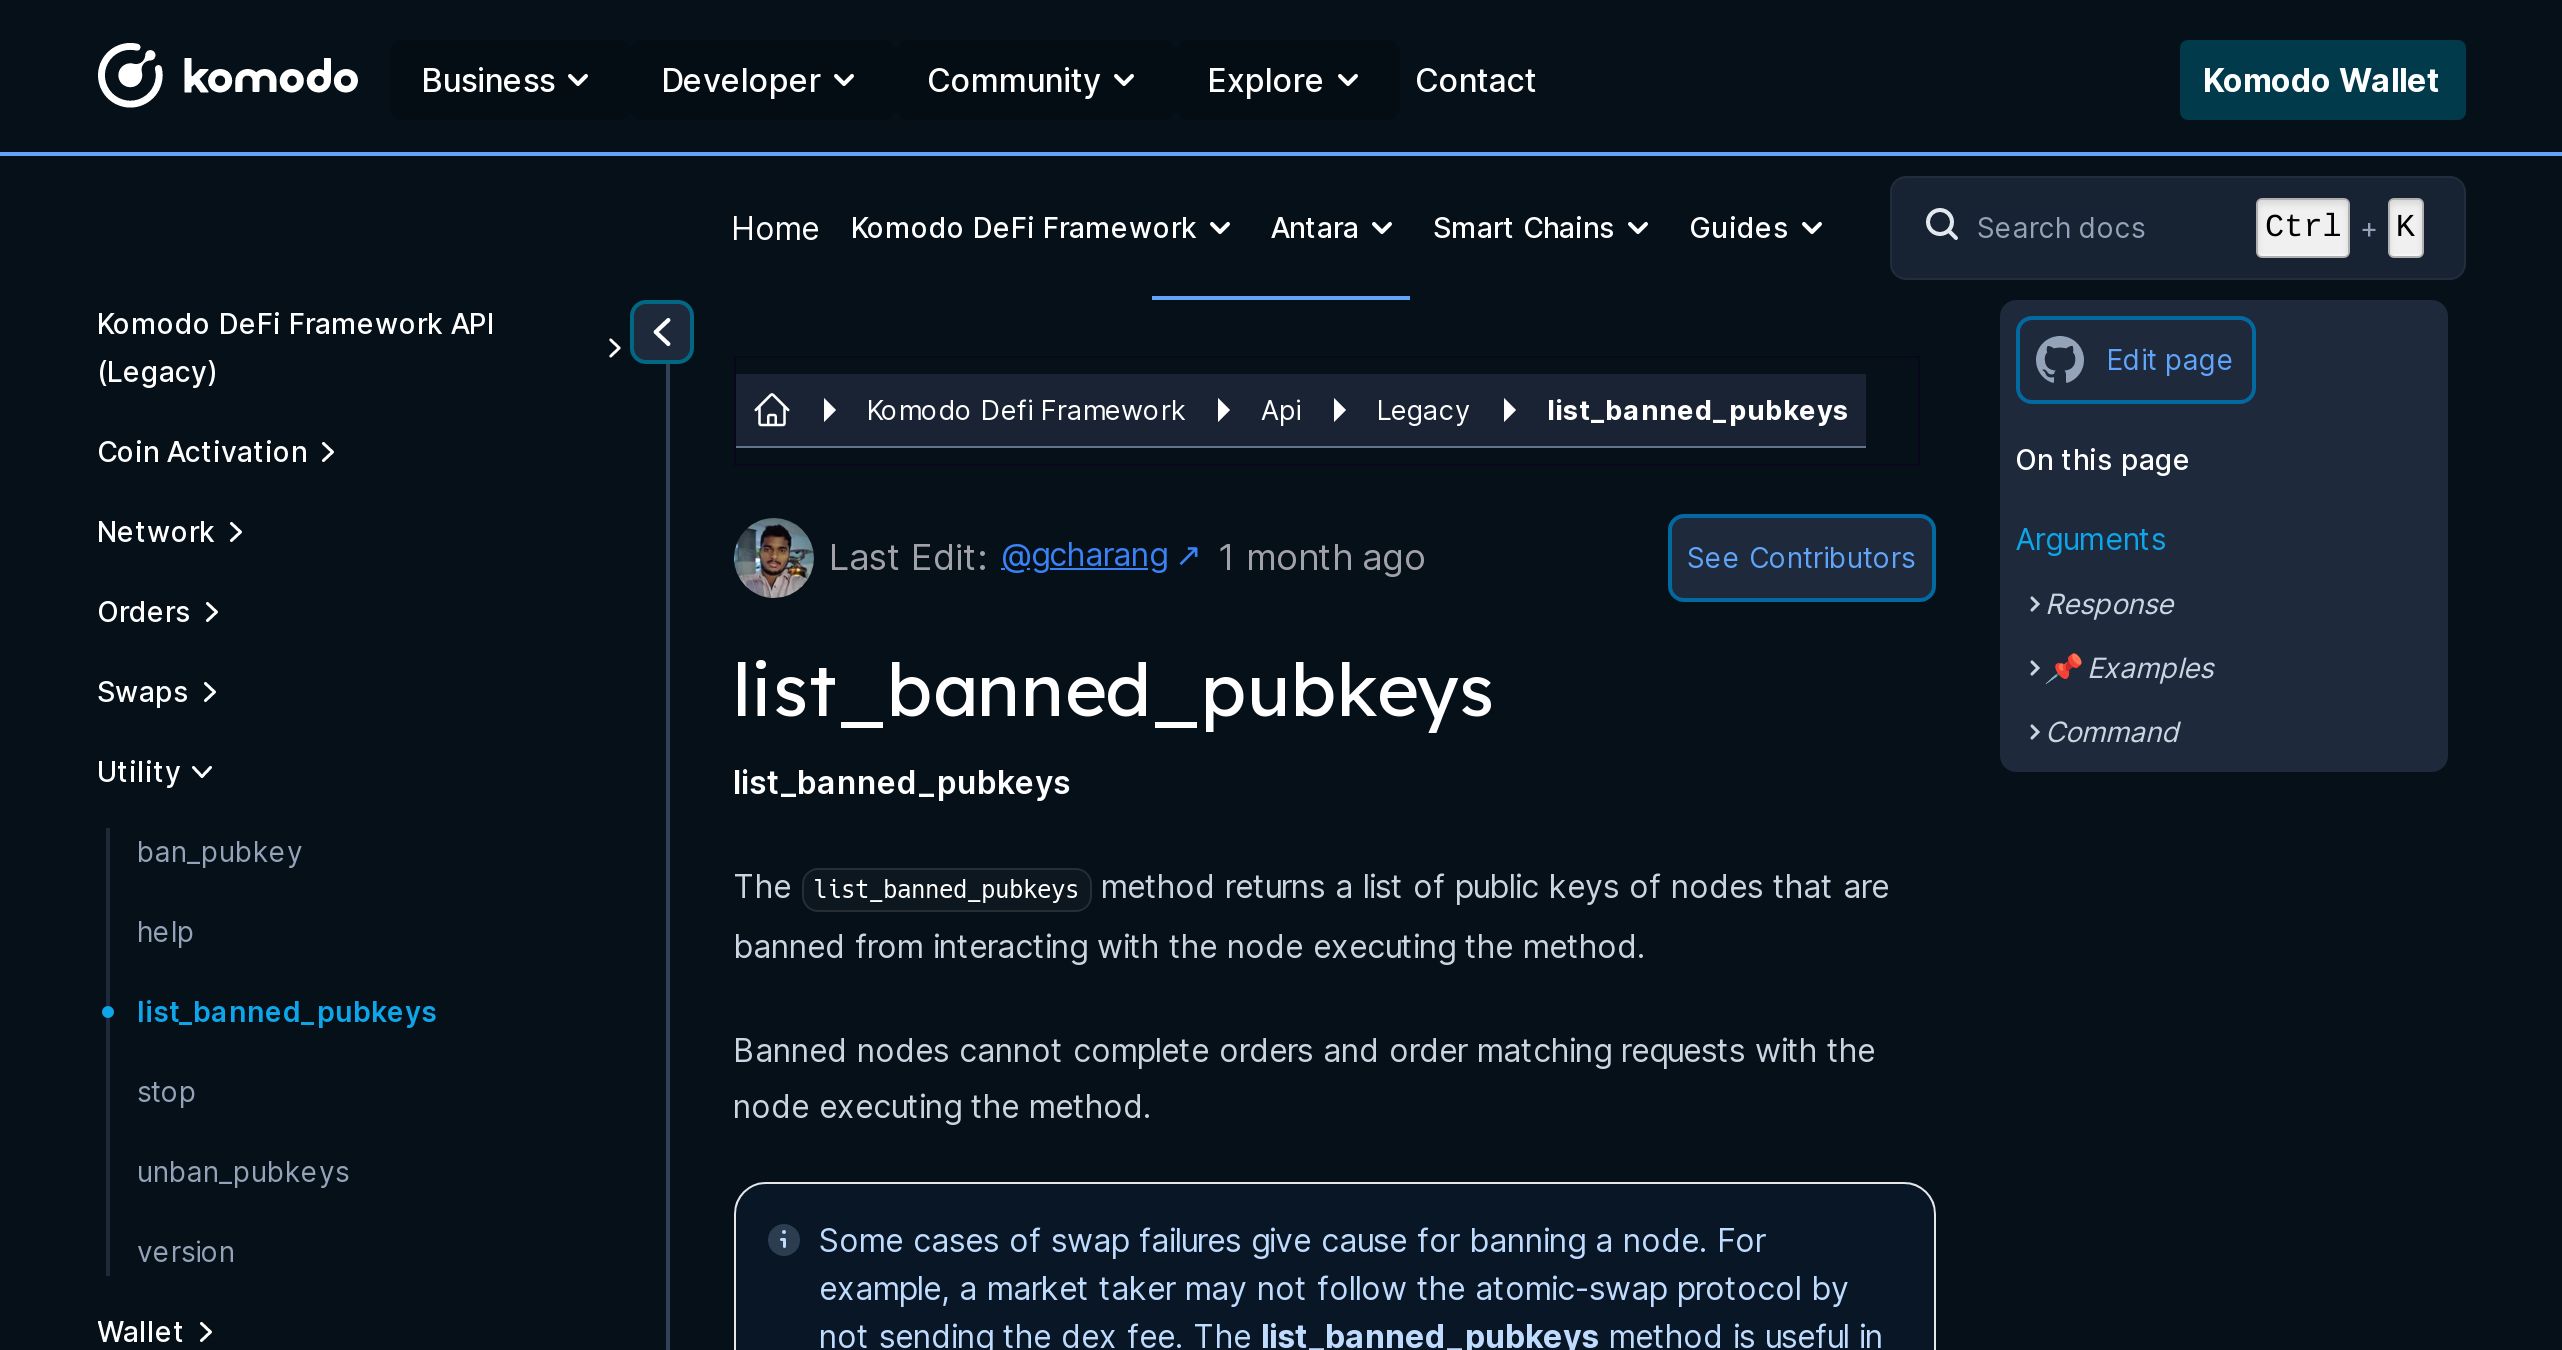 komodo
Business
Developer
Community
Explore
Contact
Komodo Wallet
Home
Komodo DeFi Framework
Antara
Smart Chains
Guides
Search docs
Ctrl + K
Komodo DeFi Framework API
(Legacy)
Coin Activation
Network
Orders
Swaps
Utility
ban_pubkey
help
list_banned_pubkeys
stop
unban_pubkeys
version
Wallet
Komodo Defi Framework
Api
Legacy
list_banned_pubkeys
Last Edit: @gcharang ↗ 1 month ago
See Contributors
list_banned_pubkeys
list_banned_pubkeys
The list_banned_pubkeys method returns a list of public keys of nodes that are
banned from interacting with the node executing the method.
Banned nodes cannot complete orders and order matching requests with the
node executing the method.
Some cases of swap failures give cause for banning a node. For
example, a market taker may not follow the atomic-swap protocol by
not sending the dex fee. The list_banned_pubkeys method is useful in
Edit page
On this page
Arguments
Response
📌 Examples
Command